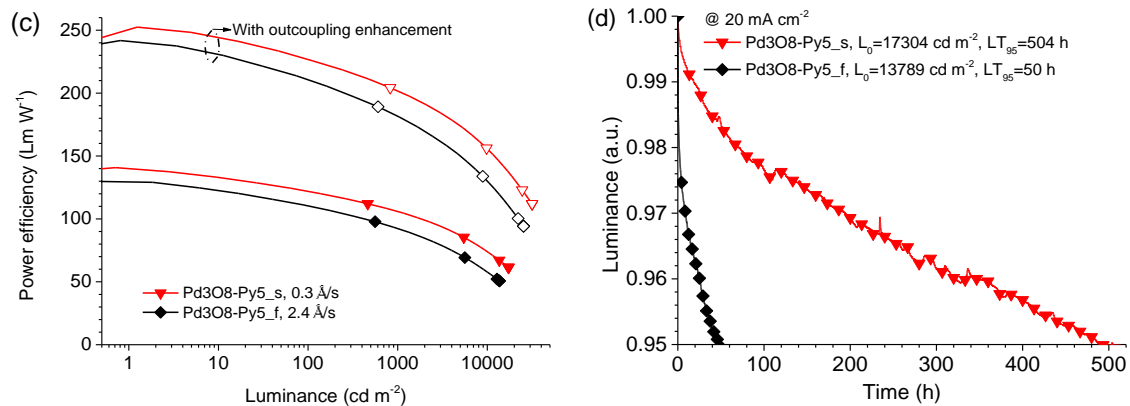 (c)
250
200
150
100
50
0
Power efficiency (Lm W⁻¹)
With outcoupling enhancement
Pd3O8-Py5_s, 0.3 Å/s
Pd3O8-Py5_f, 2.4 Å/s
1
10
100
1000
10000
Luminance (cd m⁻²)
(d)
1.00
0.99
0.98
0.97
0.96
0.95
Luminance (a.u.)
@ 20 mA cm⁻²
Pd3O8-Py5_s, L₀=17304 cd m⁻², LT₉₅=504 h
Pd3O8-Py5_f, L₀=13789 cd m⁻², LT₉₅=50 h
0
100
200
300
400
500
Time (h)